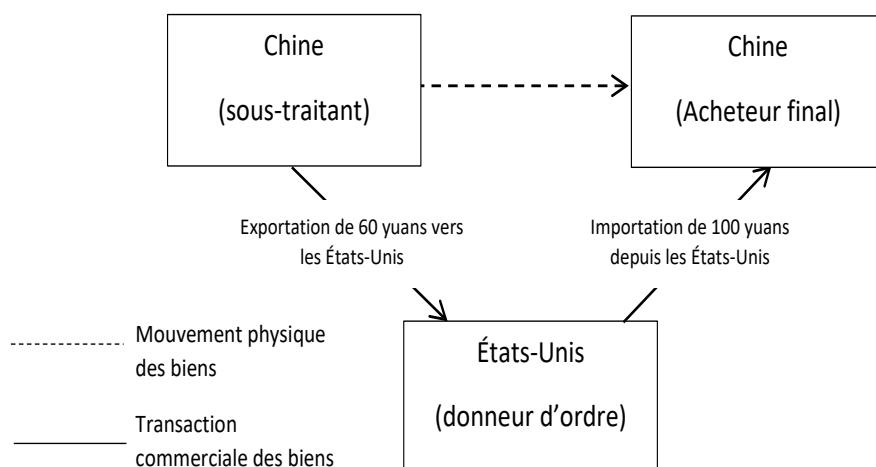 Chine
(sous-traitant)
Chine
(Acheteur final)
Exportation de 60 yuans vers
les États-Unis
Importation de 100 yuans
depuis les États-Unis
États-Unis
(donneur d’ordre)
Mouvement physique
des biens
Transaction
commerciale des biens